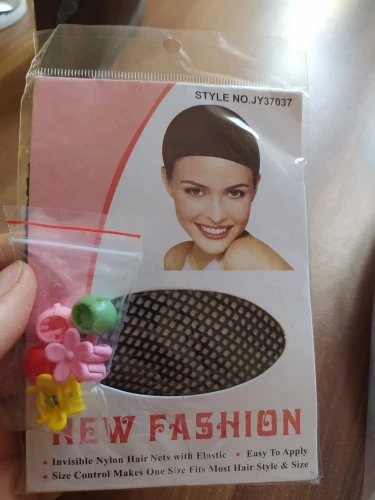 STYLE NO.JY37037
NEW FASHION
• Invisible Nylon Hair Nets with Elastic • Easy To Apply
• Size Control Makes One Size Fits Most Hair Style & Size